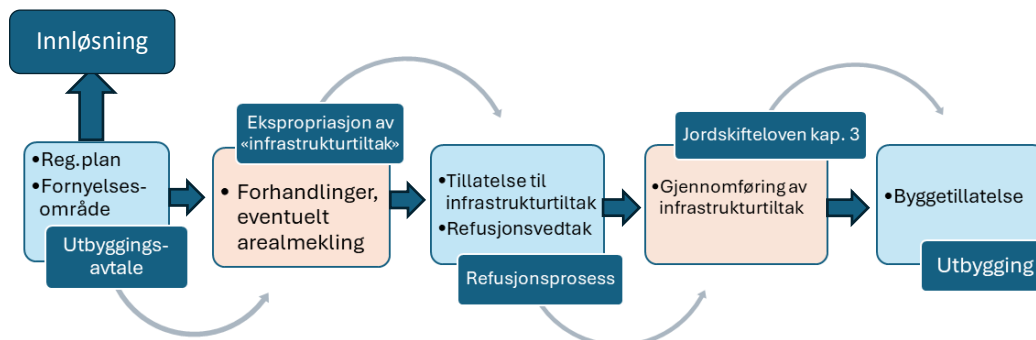 Innløsning
•Reg.plan
•Fornyelses-
område
Utbyggings-
avtale
Ekspropriasjon av
«infrastrukturtiltak»
• Forhandlinger,
eventuelt
arealmekling
•Tillatelse til
infrastrukturtiltak
•Refusjonsvedtak
Refusjonsprosess
Jordskifteloven kap. 3
•Gjennomføring av
infrastrukturtiltak
•Byggetillatelse
Utbygging